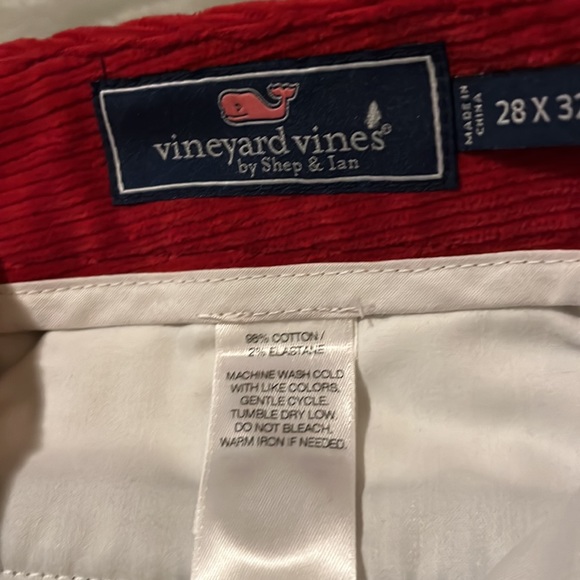 vineyard vines®
by Shep & Ian
MADE IN
CHINA
28 X 32
98% COTTON/
2% ELASTANE
MACHINE WASH COLD
WITH LIKE COLORS,
GENTLE CYCLE.
TUMBLE DRY LOW.
DO NOT BLEACH.
WARM IRON IF NEEDED.